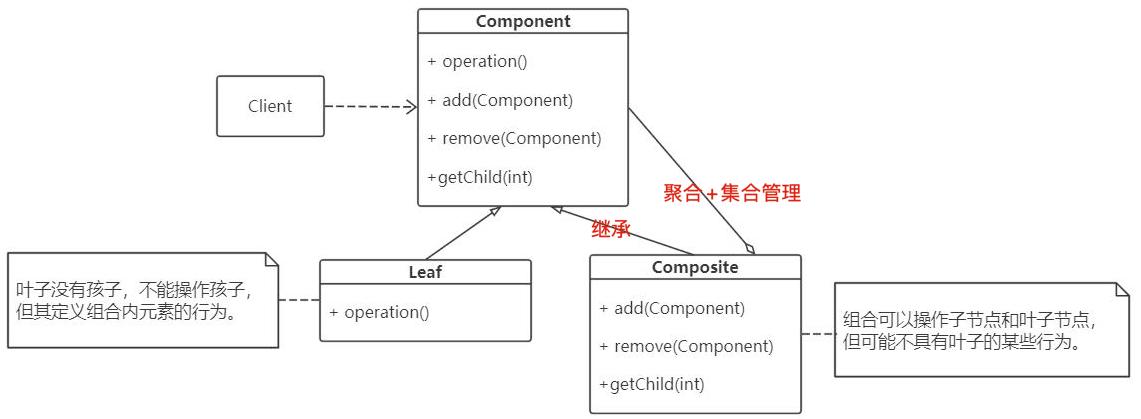 Component
+ operation()
+ add(Component)
+ remove(Component)
+getChild(int)
Client
聚合+集合管理
继承
叶子没有孩子，不能操作孩子，
但其定义组合内元素的行为。
Leaf
+ operation()
Composite
+ add(Component)
+ remove(Component)
+getChild(int)
组合可以操作子节点和叶子节点，
但可能不具有叶子的某些行为。